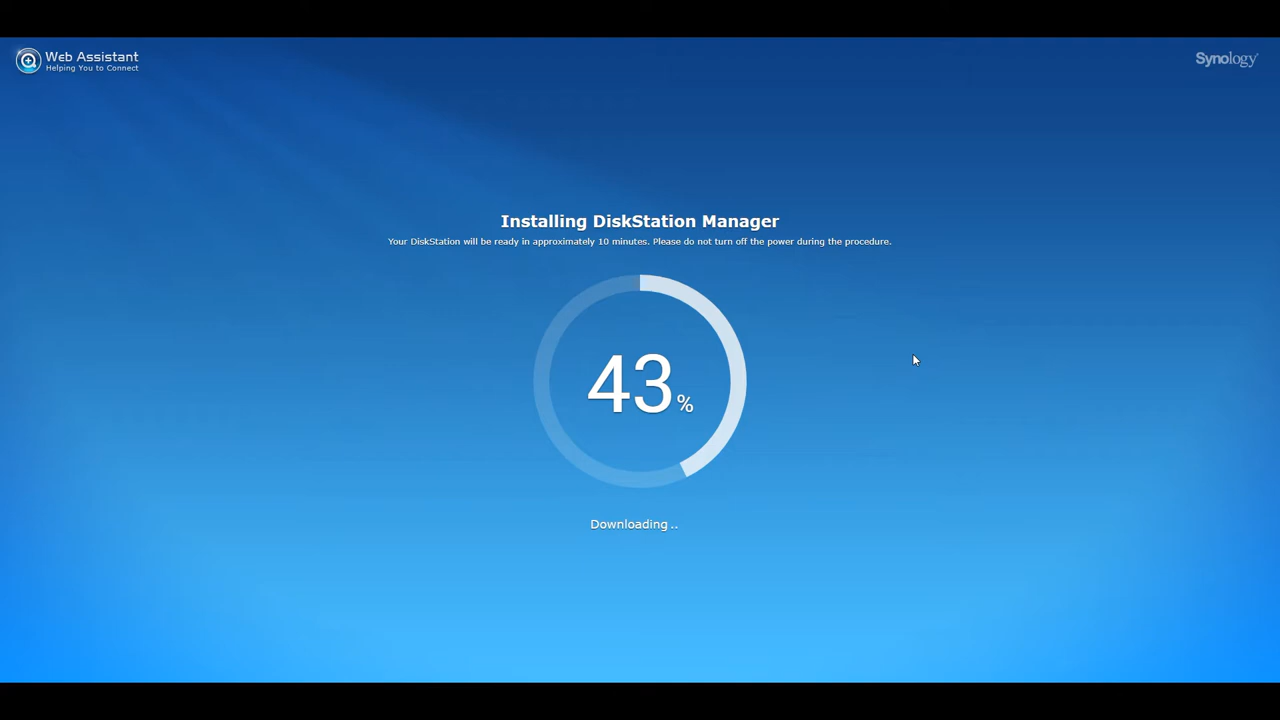 Web Assistant
Helping You to Connect
Synology
Installing DiskStation Manager
Your DiskStation will be ready in approximately 10 minutes. Please do not turn off the power during the procedure.
43%
Downloading ..